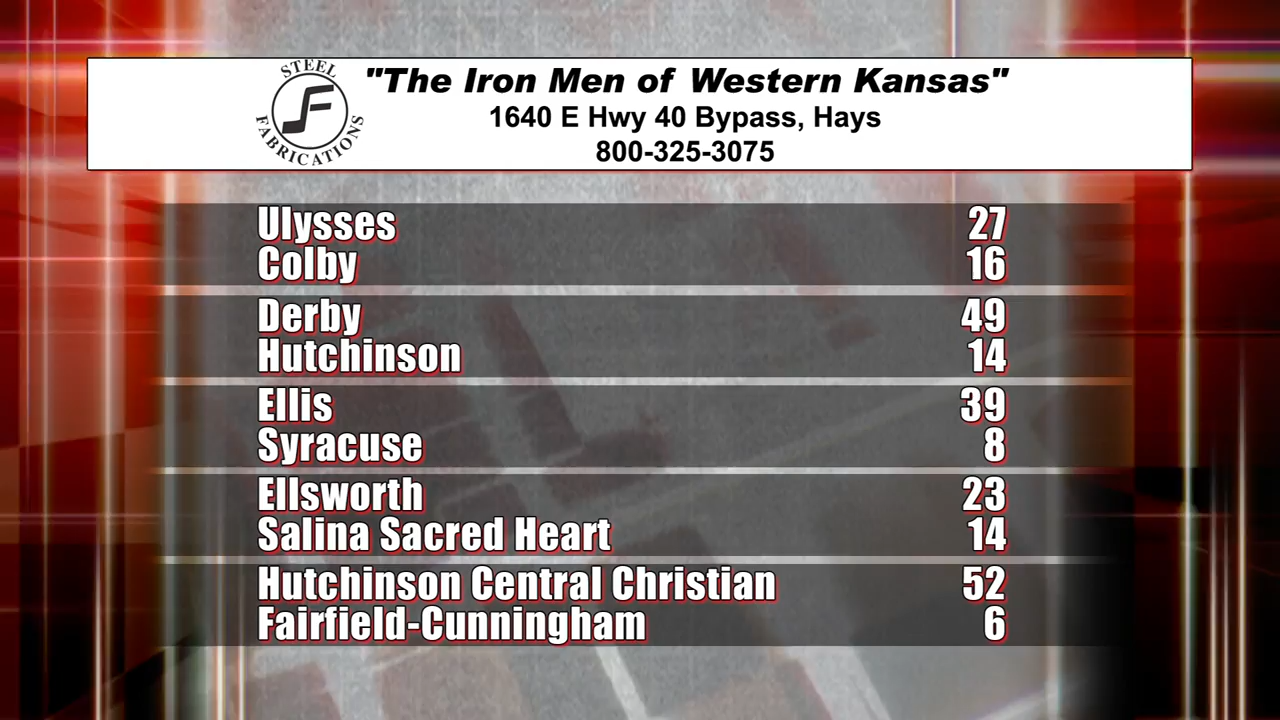 STEEL
FABRICATIONS
"The Iron Men of Western Kansas"
1640 E Hwy 40 Bypass, Hays
800-325-3075
Ulysses 27
Colby 16
Derby 49
Hutchinson 14
Ellis 39
Syracuse 8
Ellsworth 23
Salina Sacred Heart 14
Hutchinson Central Christian 52
Fairfield-Cunningham 6